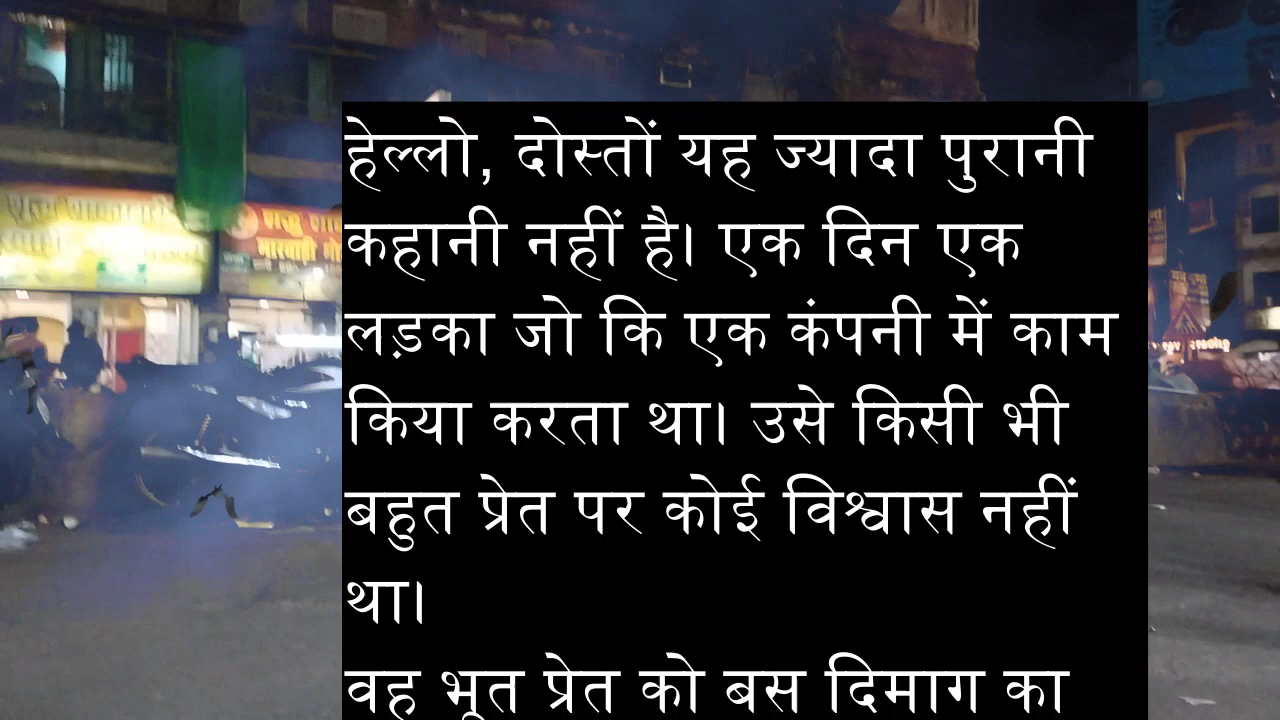 हेल्लो, दोस्तों यह ज्यादा पुरानी
कहानी नहीं है। एक दिन एक
लड़का जो कि एक कंपनी में काम
किया करता था। उसे किसी भी
बहुत प्रेत पर कोई विश्वास नहीं
था।
वह भूत प्रेत को बस दिमाग का